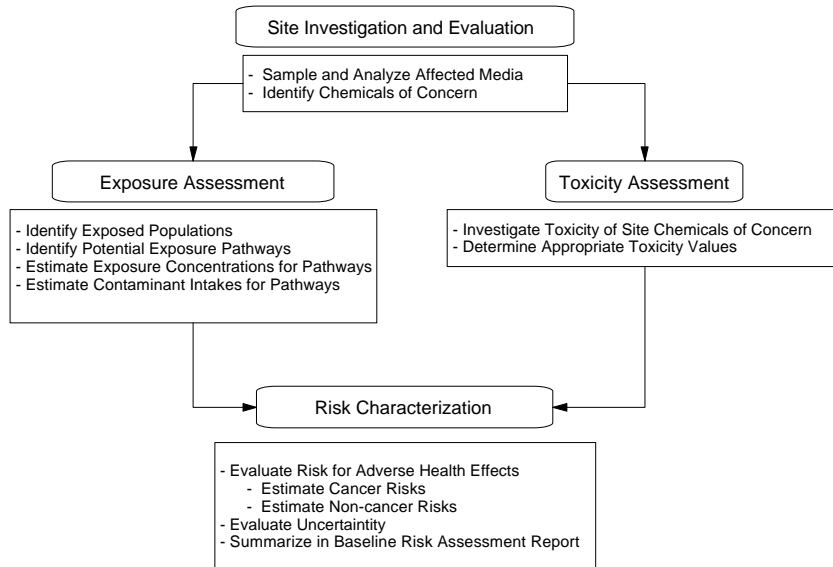 Site Investigation and Evaluation
- Sample and Analyze Affected Media
- Identify Chemicals of Concern
Exposure Assessment
- Identify Exposed Populations
- Identify Potential Exposure Pathways
- Estimate Exposure Concentrations for Pathways
- Estimate Contaminant Intakes for Pathways
Toxicity Assessment
- Investigate Toxicity of Site Chemicals of Concern
- Determine Appropriate Toxicity Values
Risk Characterization
- Evaluate Risk for Adverse Health Effects
- Estimate Cancer Risks
- Estimate Non-cancer Risks
- Evaluate Uncertaintity
- Summarize in Baseline Risk Assessment Report